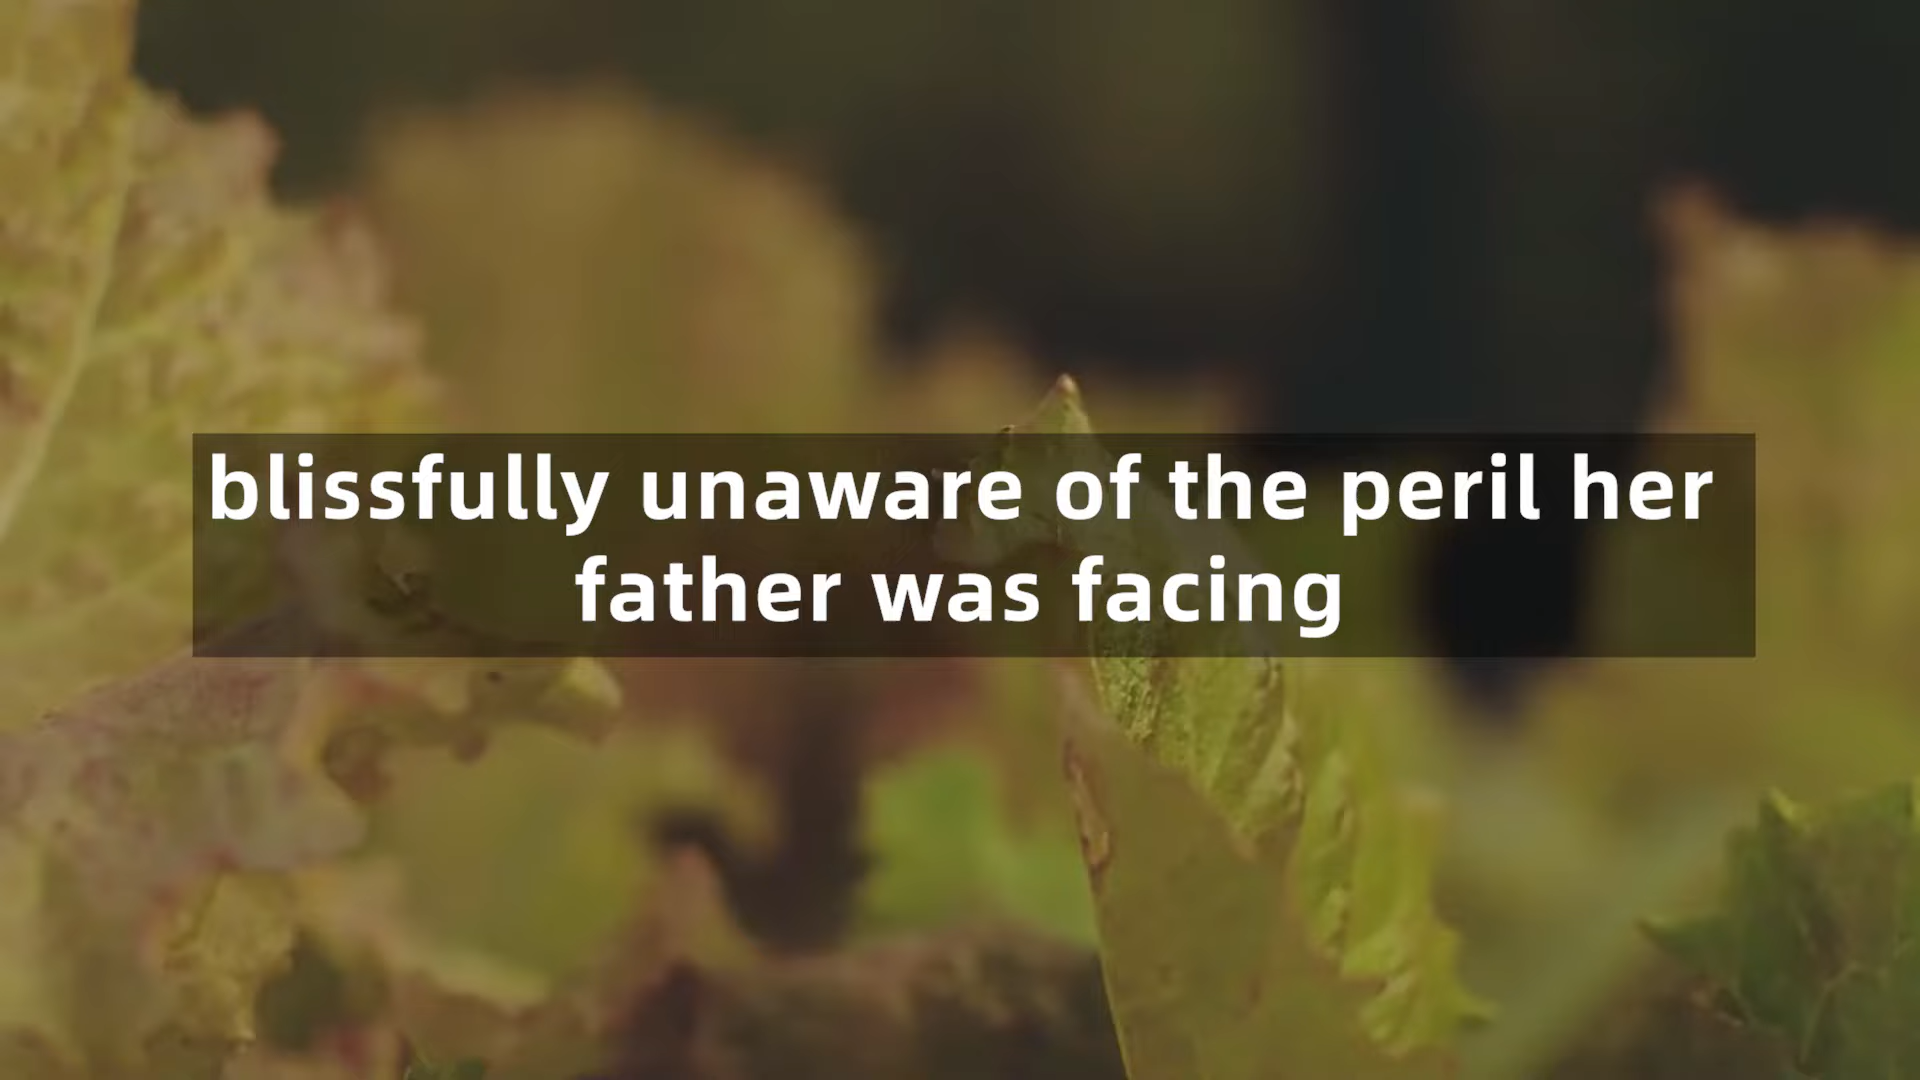 blissfully unaware of the peril her
father was facing